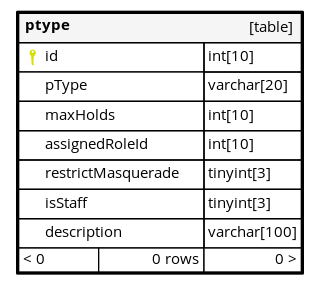 ptype [table]
id int[10]
pType varchar[20]
maxHolds int[10]
assignedRoleId int[10]
restrictMasquerade tinyint[3]
isStaff tinyint[3]
description varchar[100]
< 0 0 rows 0 >